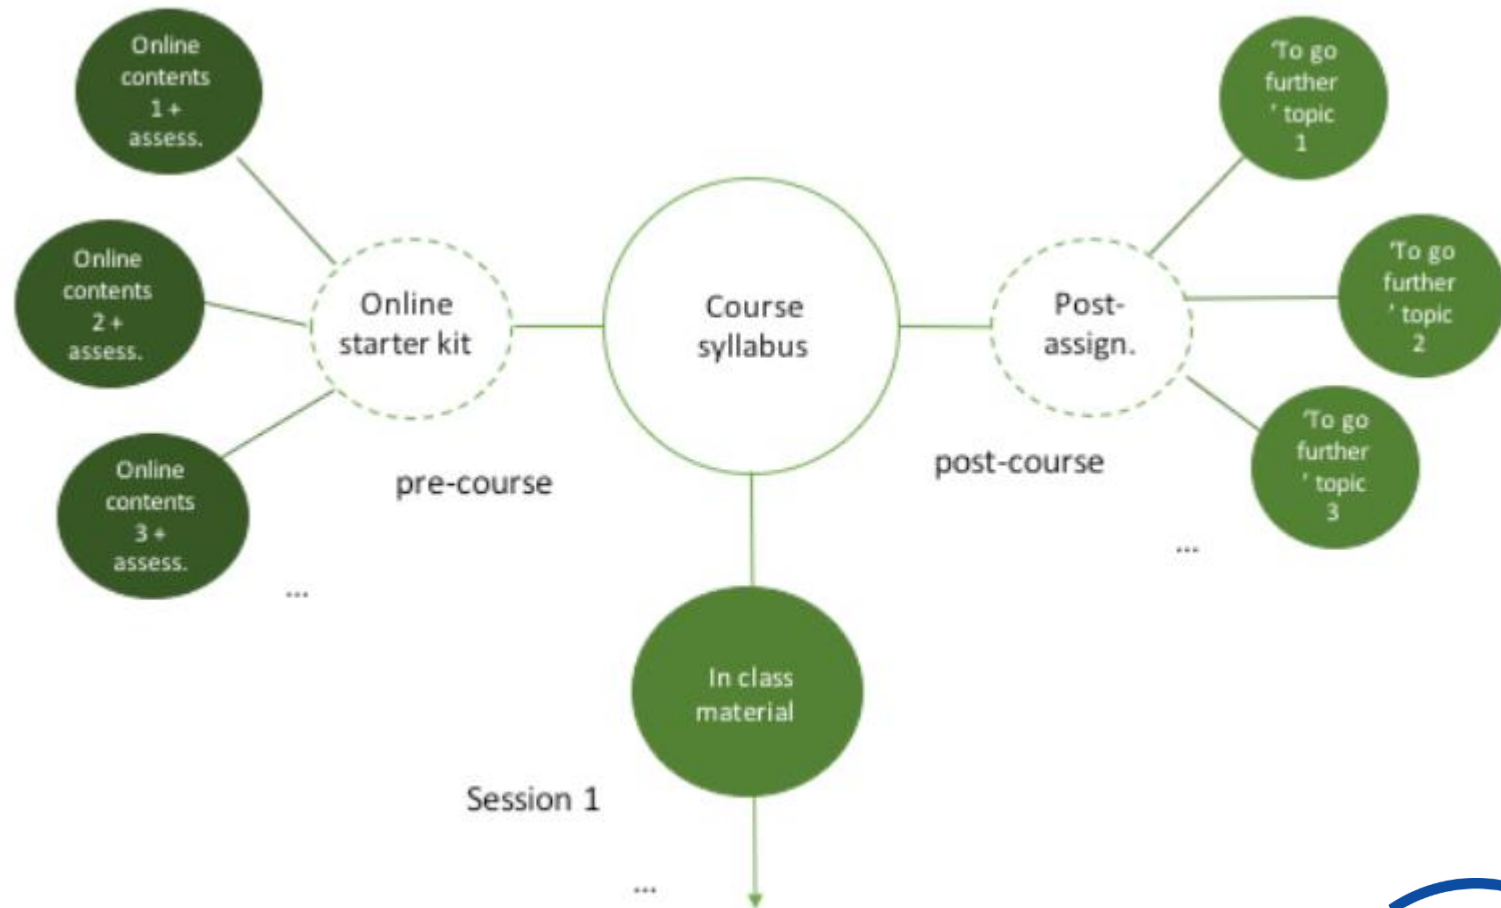 Online
contents
1 +
assess.
Online
contents
2 +
assess.
Online
contents
3 +
assess.
...
Online
starter kit
pre-course
Course
syllabus
In class
material
Session 1
...
Post-
assign.
post-course
'To go
further
' topic
1
'To go
further
' topic
2
'To go
further
' topic
3
...